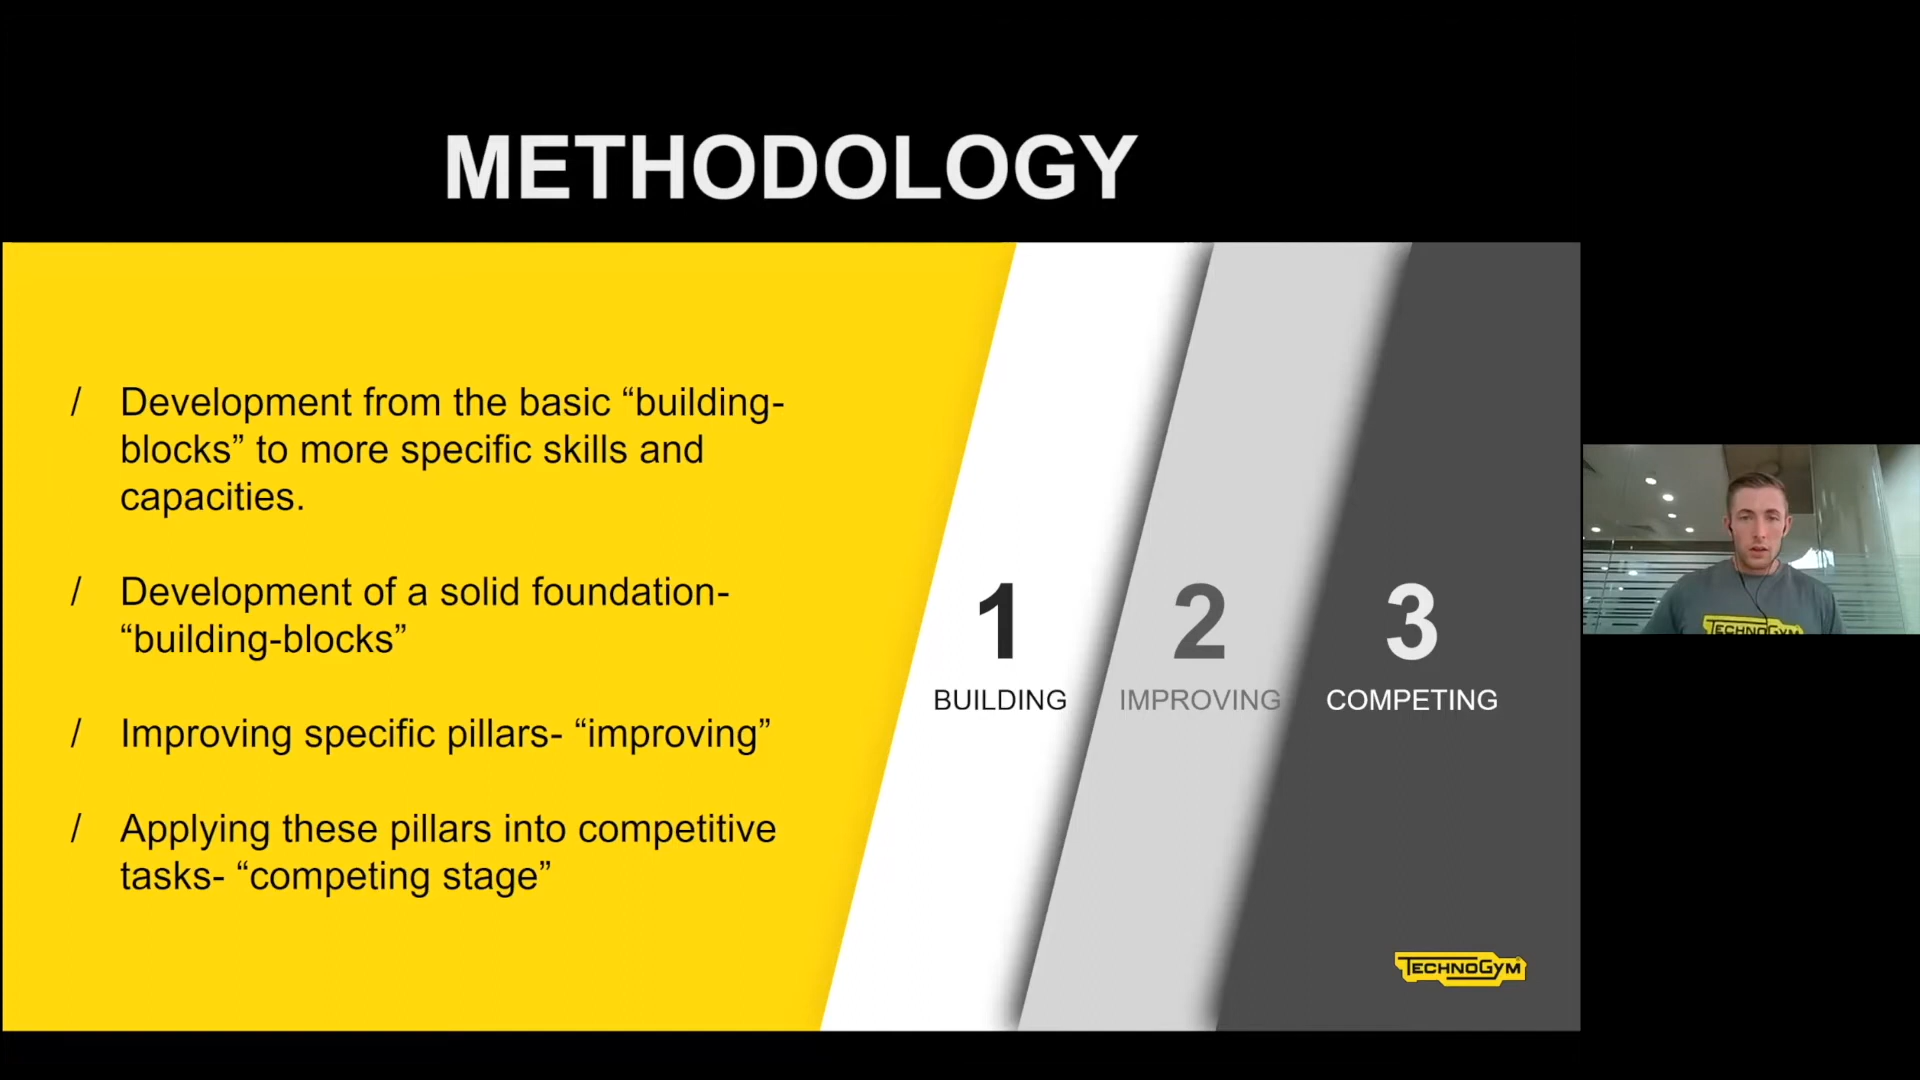 METHODOLOGY
/ Development from the basic “building-
blocks” to more specific skills and
capacities.
/ Development of a solid foundation-
“building-blocks”
/ Improving specific pillars- “improving”
/ Applying these pillars into competitive
tasks- “competing stage”
1
BUILDING
2
IMPROVING
3
COMPETING
TECHNOGYM
TECHNOGYM